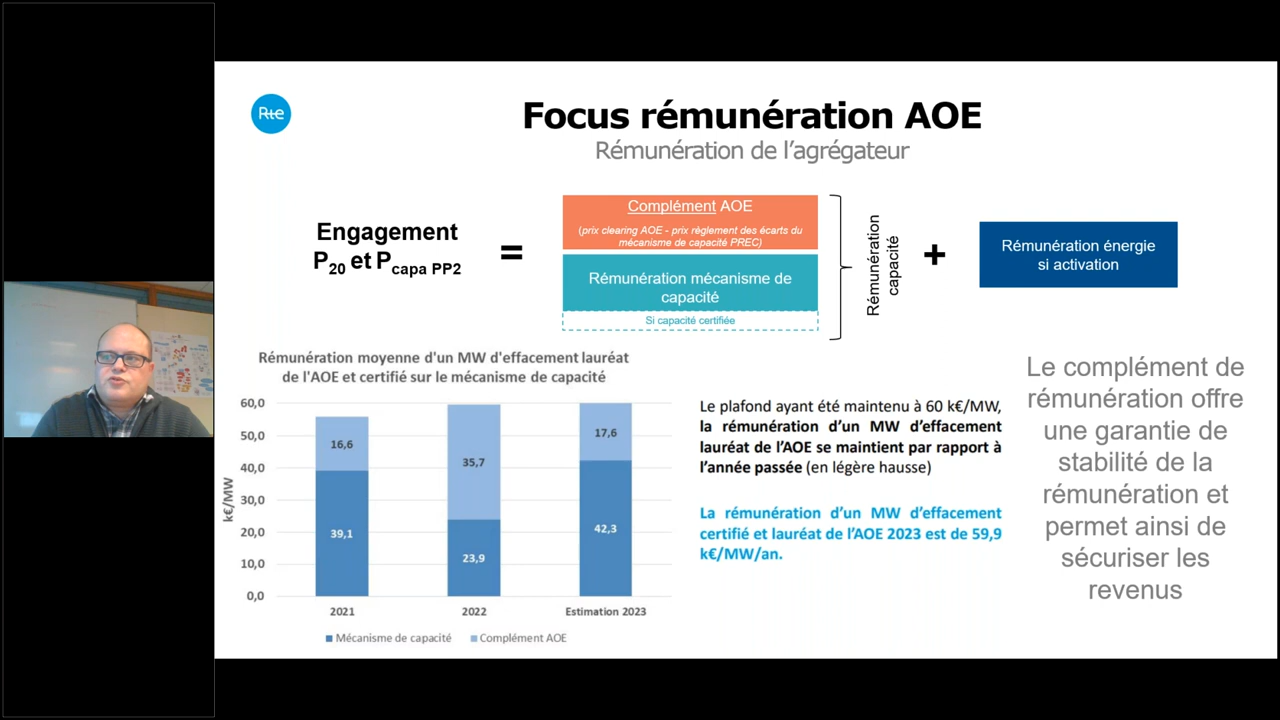 Rte
Focus rémunération AOE
Rémunération de l’agrégateur
Engagement
P20 et Pcapa PP2
=
Complément AOE
(prix clearing AOE - prix règlement des écarts du
mécanisme de capacité PREC)
Rémunération mécanisme de
capacité
Si capacité certifiée
Rémunération
capacité
+
Rémunération énergie
si activation
Rémunération moyenne d'un MW d'effacement lauréat
de l'AOE et certifié sur le mécanisme de capacité
k€/MW
60,0
50,0
40,0
30,0
20,0
10,0
0,0
16,6
39,1
35,7
23,9
17,6
42,3
2021
2022
Estimation 2023
Mécanisme de capacité
Complément AOE
Le plafond ayant été maintenu à 60 k€/MW,
la rémunération d’un MW d’effacement
lauréat de l’AOE se maintient par rapport à
l’année passée (en légère hausse)
La rémunération d’un MW d’effacement
certifié et lauréat de l’AOE 2023 est de 59,9
k€/MW/an.
Le complément de
rémunération offre
une garantie de
stabilité de la
rémunération et
permet ainsi de
sécuriser les
revenus